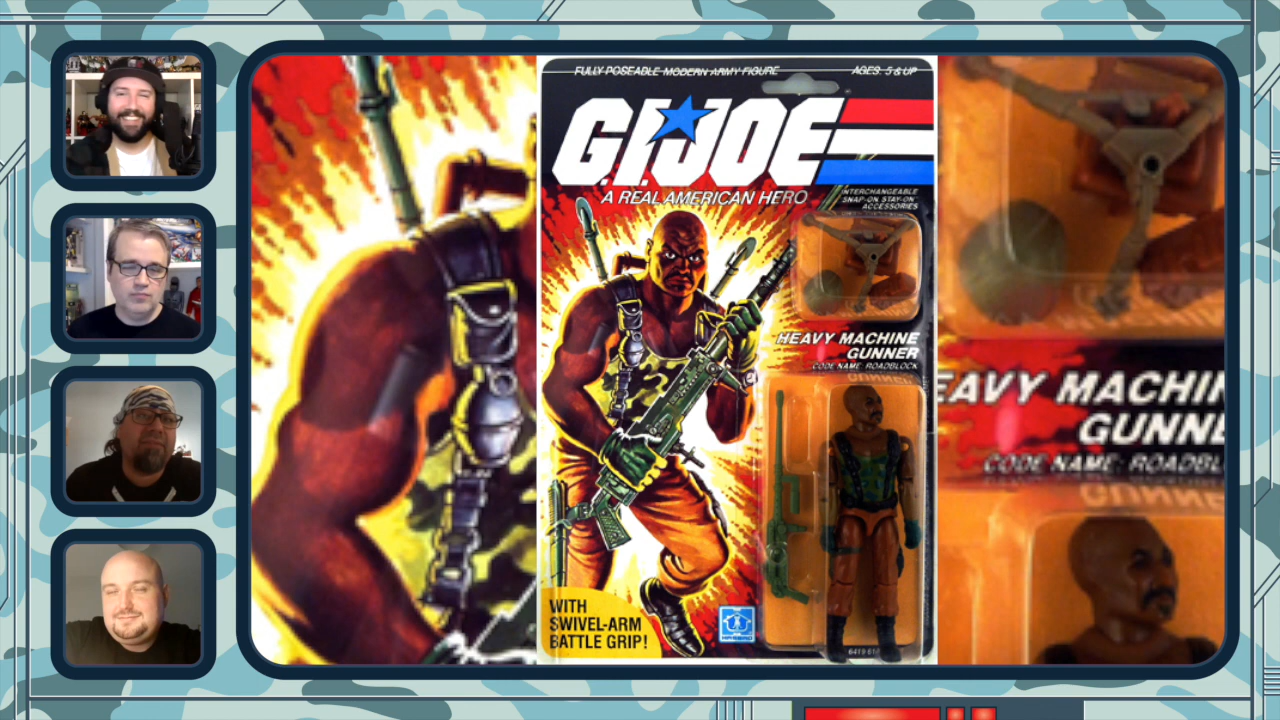 FULLY POSEABLE MODERN ARMY FIGURE
AGES: 5 & UP
G.I. JOE
A REAL AMERICAN HERO
INTERCHANGEABLE
SNAP-ON, STAY-ON
ACCESSORIES
HEAVY MACHINE
GUNNER
CODE NAME: ROADBLOCK
WITH
SWIVEL-ARM
BATTLE GRIP!
HASBRO
EAVY MACHIN
GUNNE
CODE NAME: ROADBL